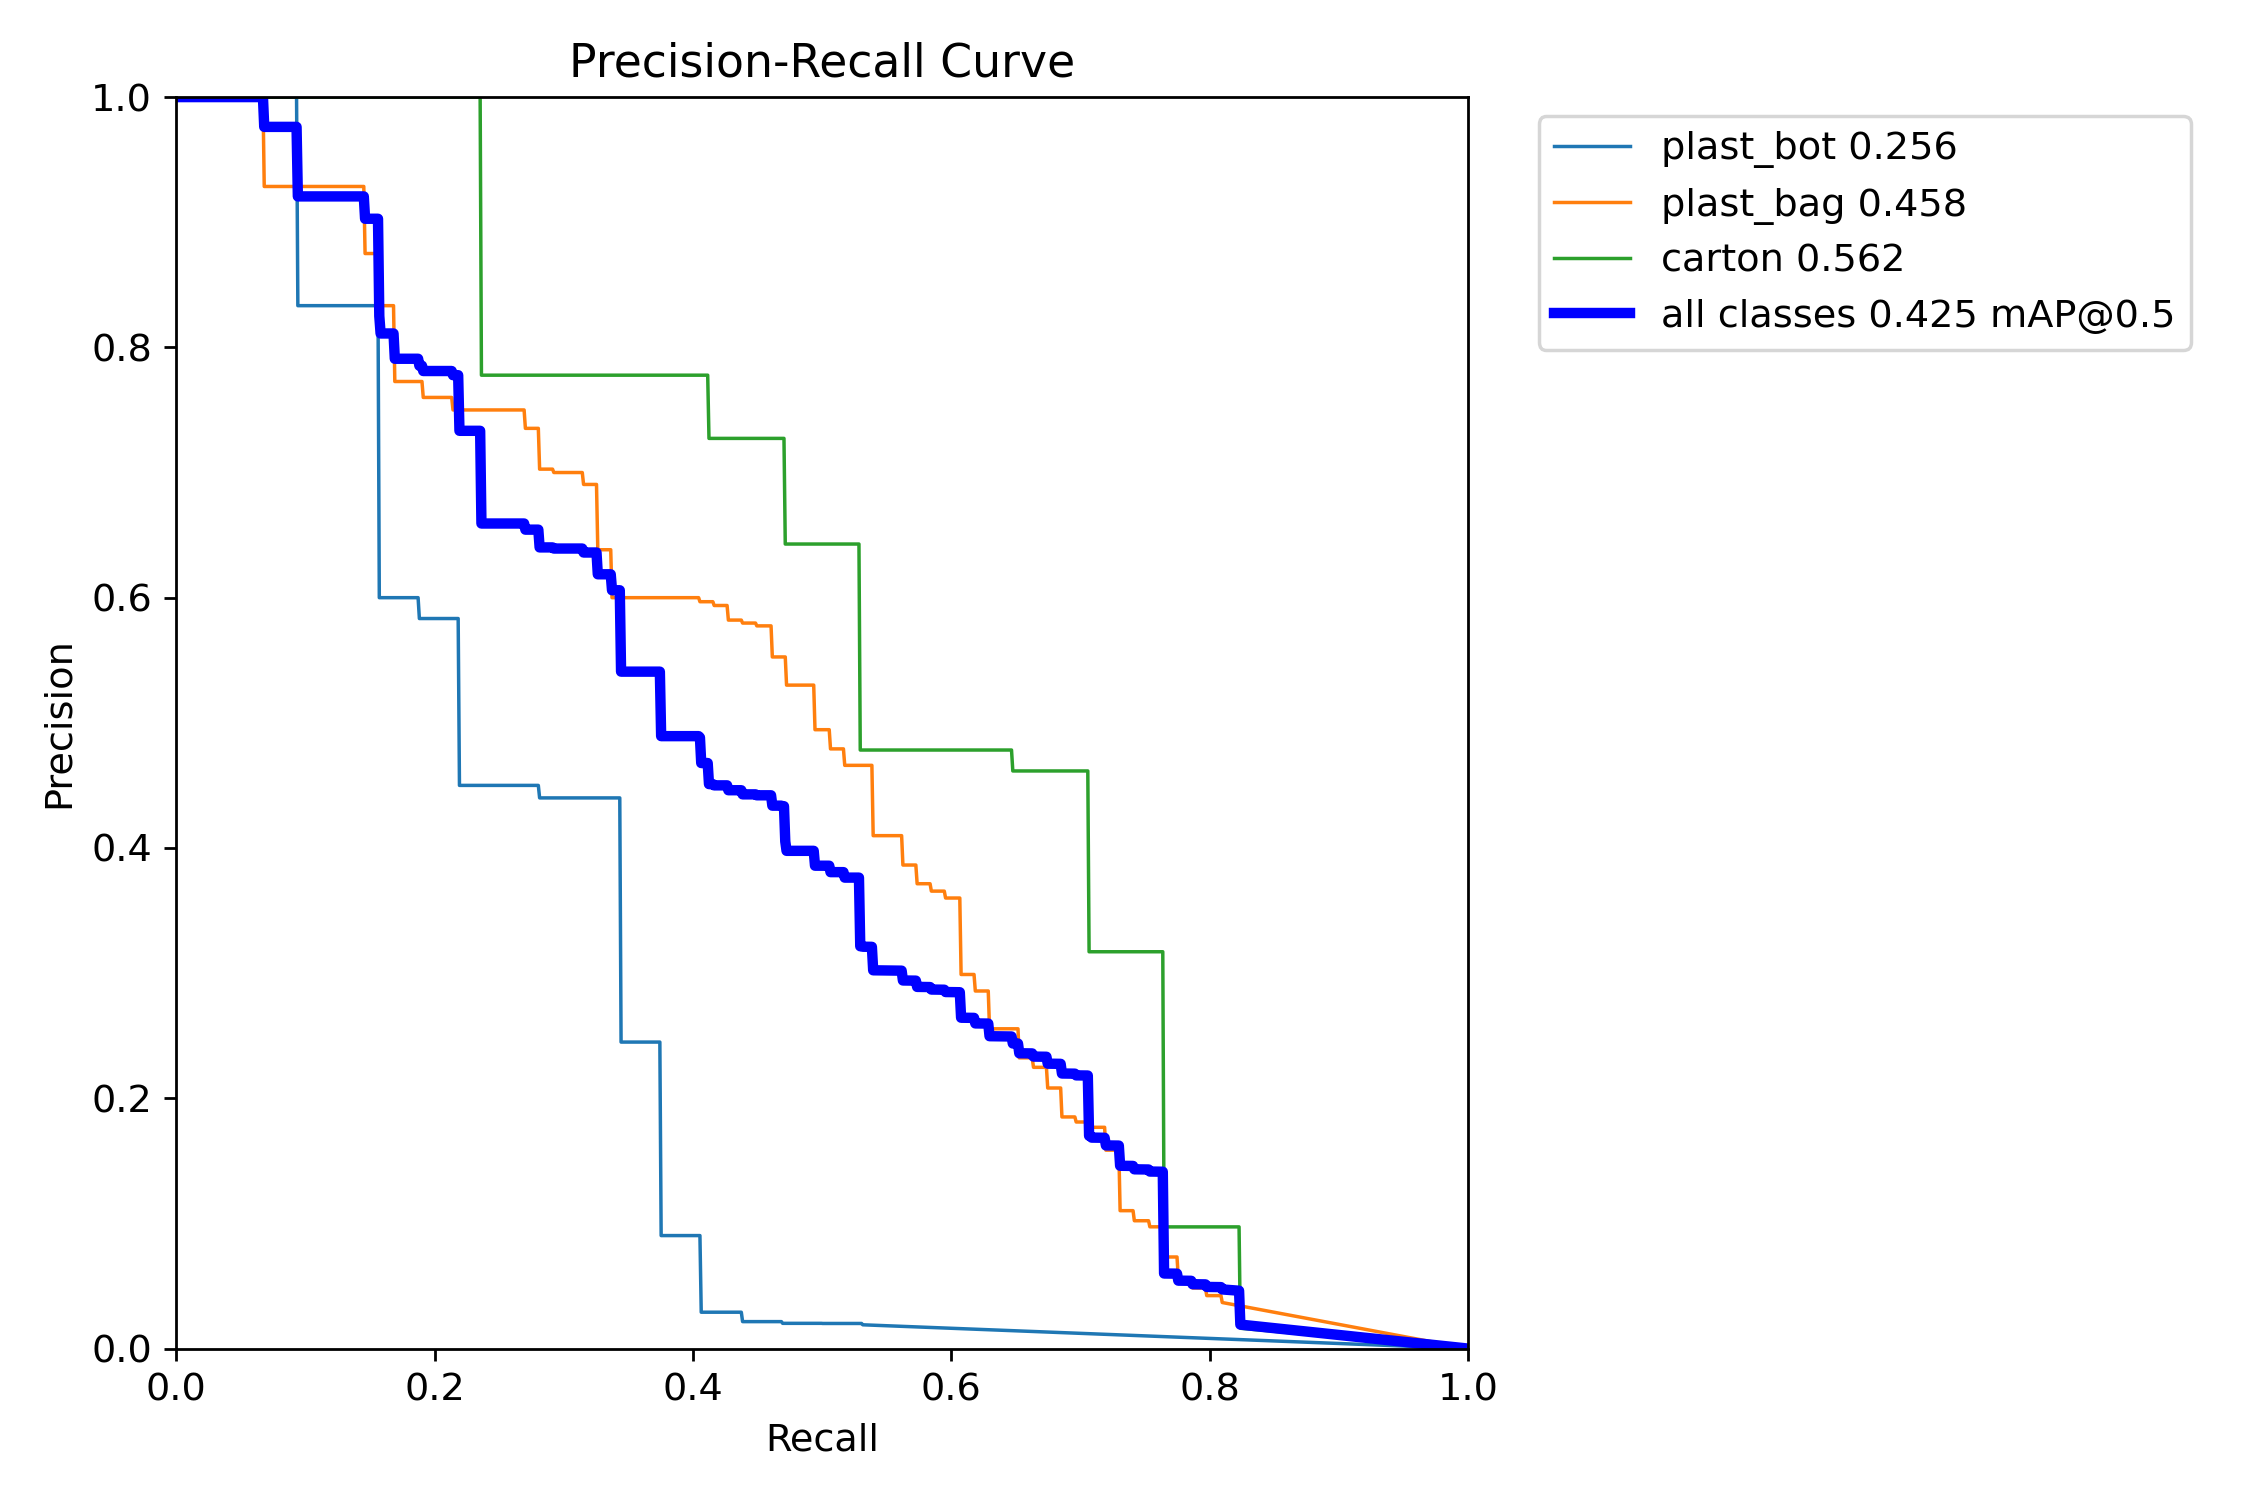 Precision-Recall Curve
1.0
0.8
0.6
0.4
0.2
0.0
Precision
0.0 0.2 0.4 0.6 0.8 1.0
Recall
plast_bot 0.256
plast_bag 0.458
carton 0.562
all classes 0.425 mAP@0.5